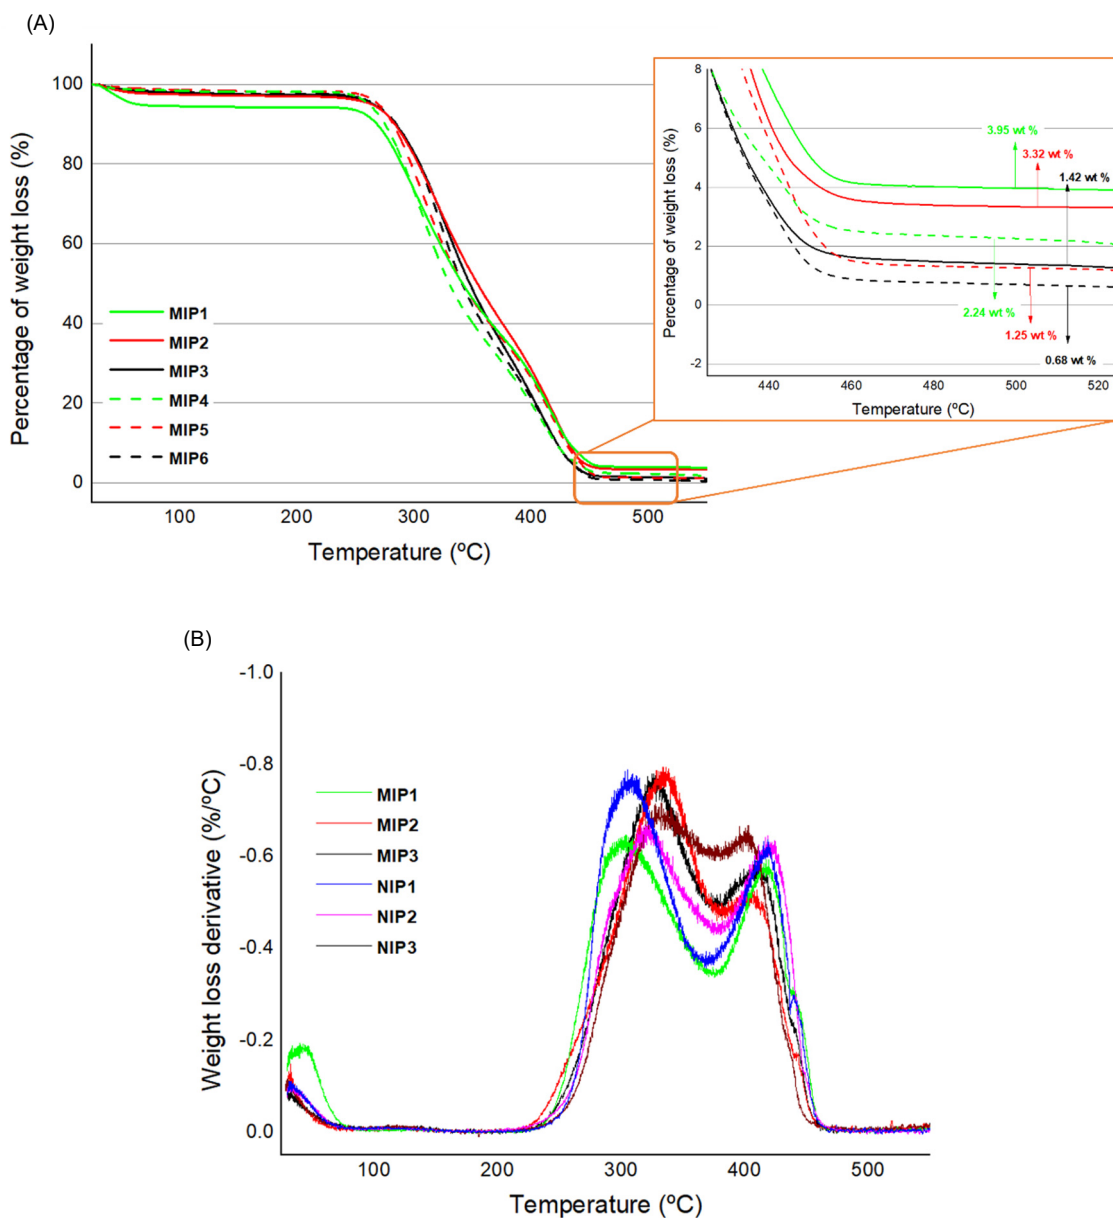 (A)
Percentage of weight loss (%)
100
80
60
40
20
0
MIP1
MIP2
MIP3
MIP4
MIP5
MIP6
100
200
300
400
500
Temperature (ºC)
Percentage of weight loss (%)
8
6
4
2
0
-2
3.95 wt %
3.32 wt %
1.42 wt %
2.24 wt %
1.25 wt %
0.68 wt %
440
460
480
500
520
Temperature (ºC)
(B)
Weight loss derivative (%/ºC)
-1.0
-0.8
-0.6
-0.4
-0.2
0.0
MIP1
MIP2
MIP3
NIP1
NIP2
NIP3
100
200
300
400
500
Temperature (ºC)